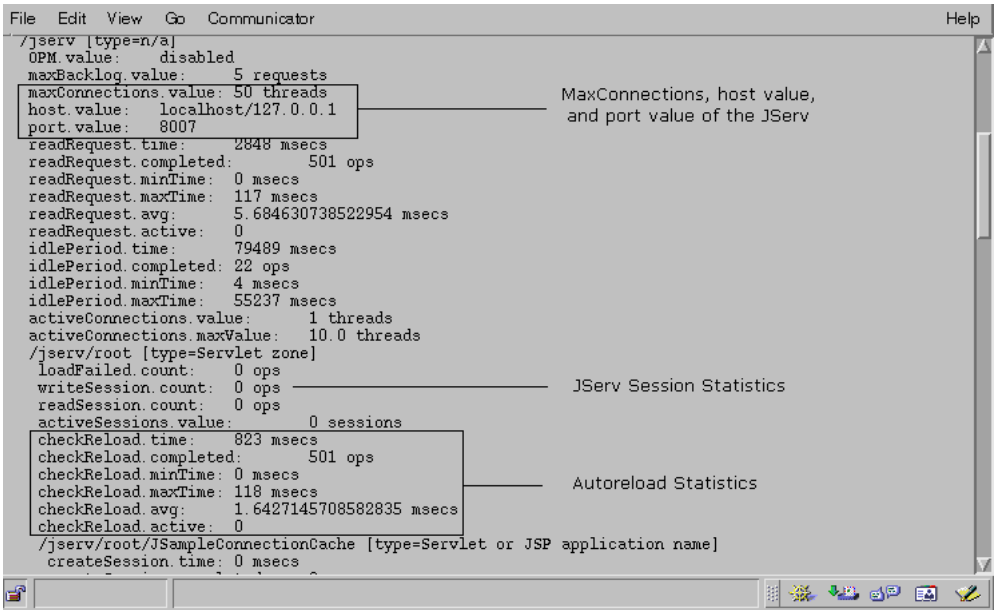 File Edit View Go Communicator Help
/jserv [type=n/a]
OPM.value: disabled
maxBacklog.value: 5 requests
maxConnections.value: 50 threads
host.value: localhost/127.0.0.1
port.value: 8007
MaxConnections, host value,
and port value of the JServ
readRequest.time: 2848 msecs
readRequest.completed: 501 ops
readRequest.minTime: 0 msecs
readRequest.maxTime: 117 msecs
readRequest.avg: 5.684630738522954 msecs
readRequest.active: 0
idlePeriod.time: 79489 msecs
idlePeriod.completed: 22 ops
idlePeriod.minTime: 4 msecs
idlePeriod.maxTime: 55237 msecs
activeConnections.value: 1 threads
activeConnections.maxValue: 10.0 threads
/jserv/root [type=Servlet zone]
loadFailed.count: 0 ops
writeSession.count: 0 ops
JServ Session Statistics
readSession.count: 0 ops
activeSessions.value: 0 sessions
checkReload.time: 823 msecs
checkReload.completed: 501 ops
checkReload.minTime: 0 msecs
checkReload.maxTime: 118 msecs
checkReload.avg: 1.6427145708582835 msecs
checkReload.active: 0
Autoreload Statistics
/jserv/root/JSampleConnectionCache [type=Servlet or JSP application name]
createSession.time: 0 msecs